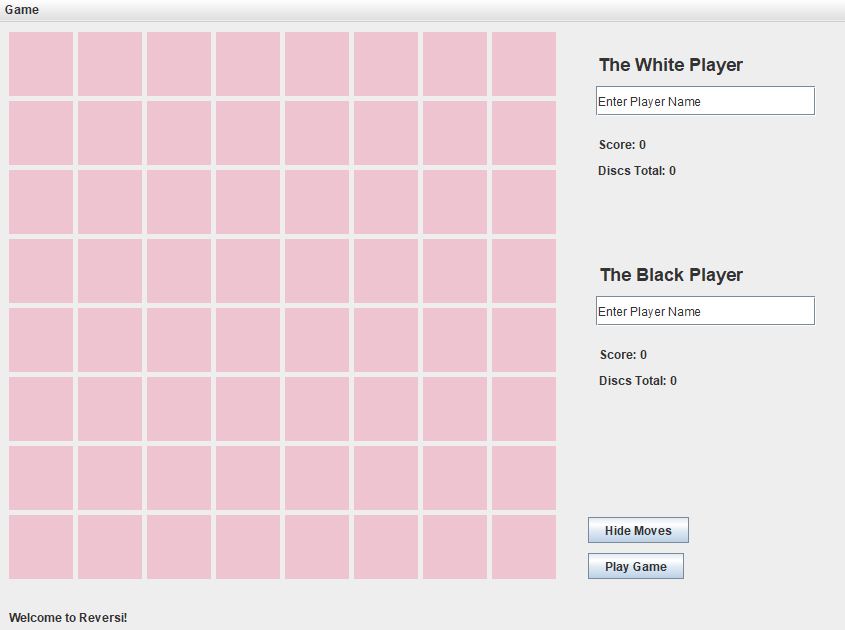 Game
The White Player
Enter Player Name
Score: 0
Discs Total: 0
The Black Player
Enter Player Name
Score: 0
Discs Total: 0
Hide Moves
Play Game
Welcome to Reversi!